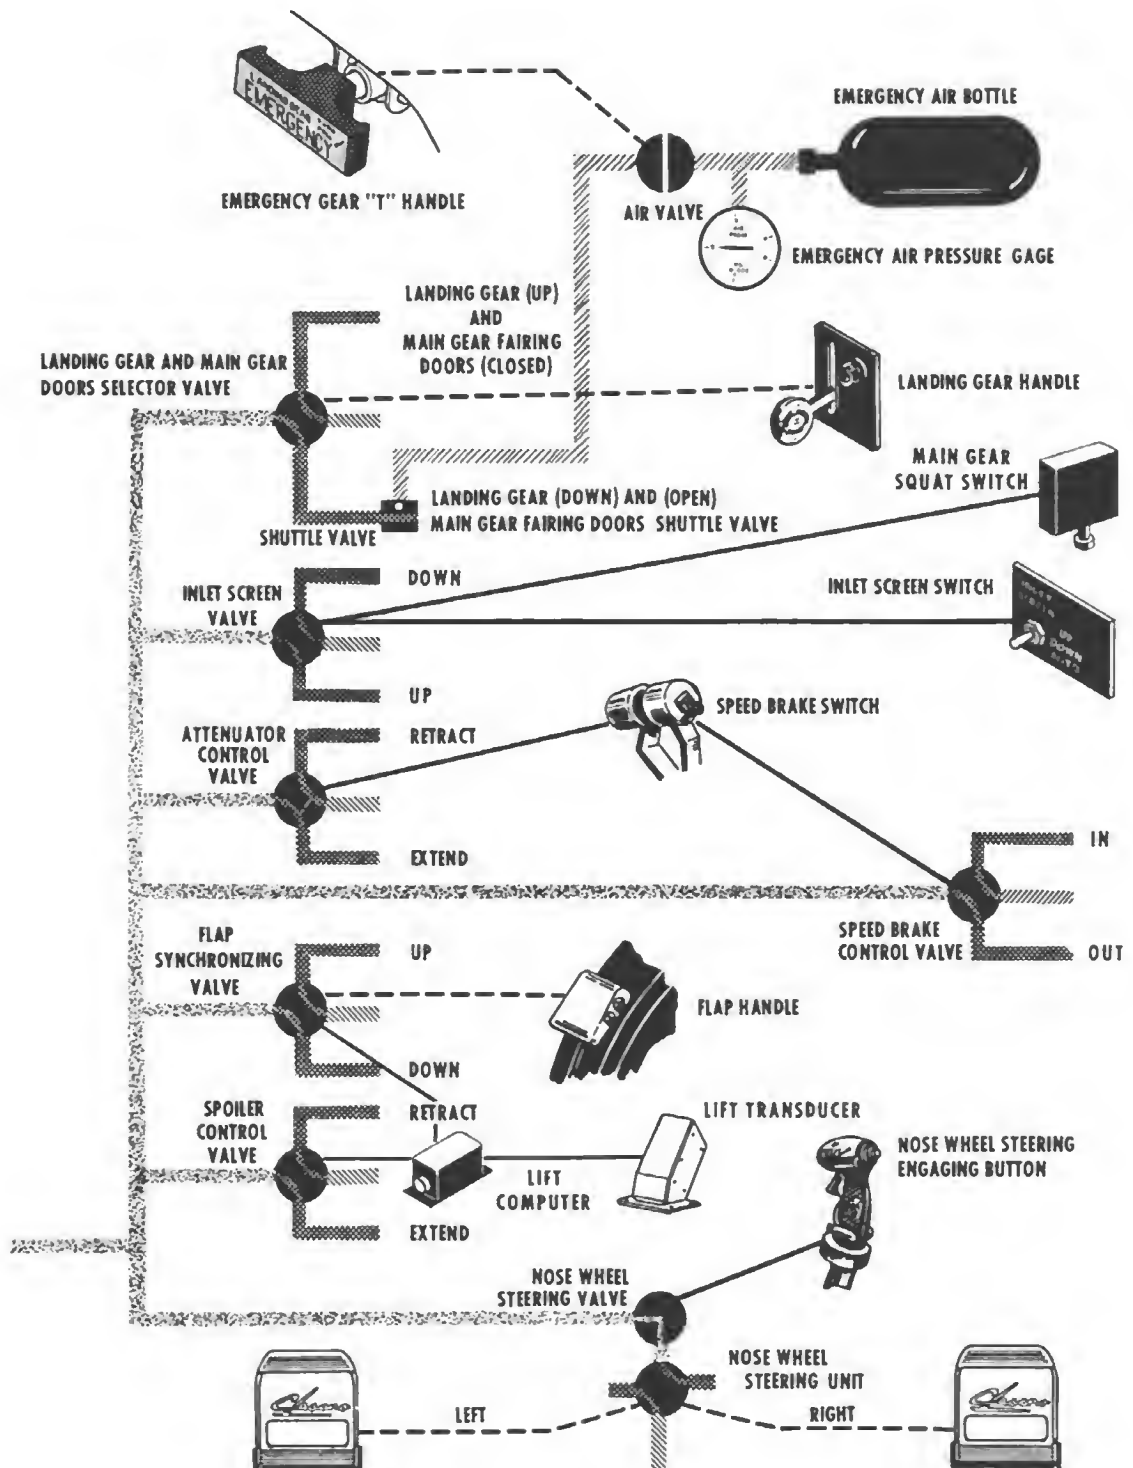 LANDING GEAR
EMERGENCY
EMERGENCY GEAR "T" HANDLE
EMERGENCY AIR BOTTLE
AIR VALVE
EMERGENCY AIR PRESSURE GAGE
LANDING GEAR (UP)
AND
MAIN GEAR FAIRING
DOORS (CLOSED)
LANDING GEAR AND MAIN GEAR
DOORS SELECTOR VALVE
LANDING GEAR HANDLE
MAIN GEAR
SQUAT SWITCH
LANDING GEAR (DOWN) AND (OPEN)
MAIN GEAR FAIRING DOORS SHUTTLE VALVE
SHUTTLE VALVE
INLET SCREEN
VALVE
DOWN
UP
INLET SCREEN SWITCH
UP
DOWN
SPEED BRAKE SWITCH
ATTENUATOR
CONTROL
VALVE
RETRACT
EXTEND
IN
SPEED BRAKE
CONTROL VALVE
OUT
FLAP
SYNCHRONIZING
VALVE
UP
DOWN
FLAP HANDLE
SPOILER
CONTROL
VALVE
RETRACT
EXTEND
LIFT
COMPUTER
LIFT TRANSDUCER
NOSE WHEEL STEERING
ENGAGING BUTTON
NOSE WHEEL
STEERING VALVE
NOSE WHEEL
STEERING UNIT
LEFT
RIGHT